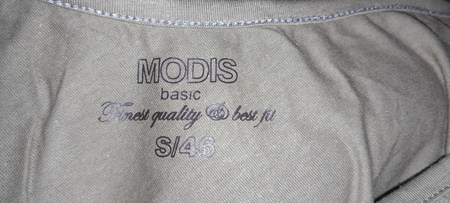 MODIS
basic
Finest quality & best fit
S/46